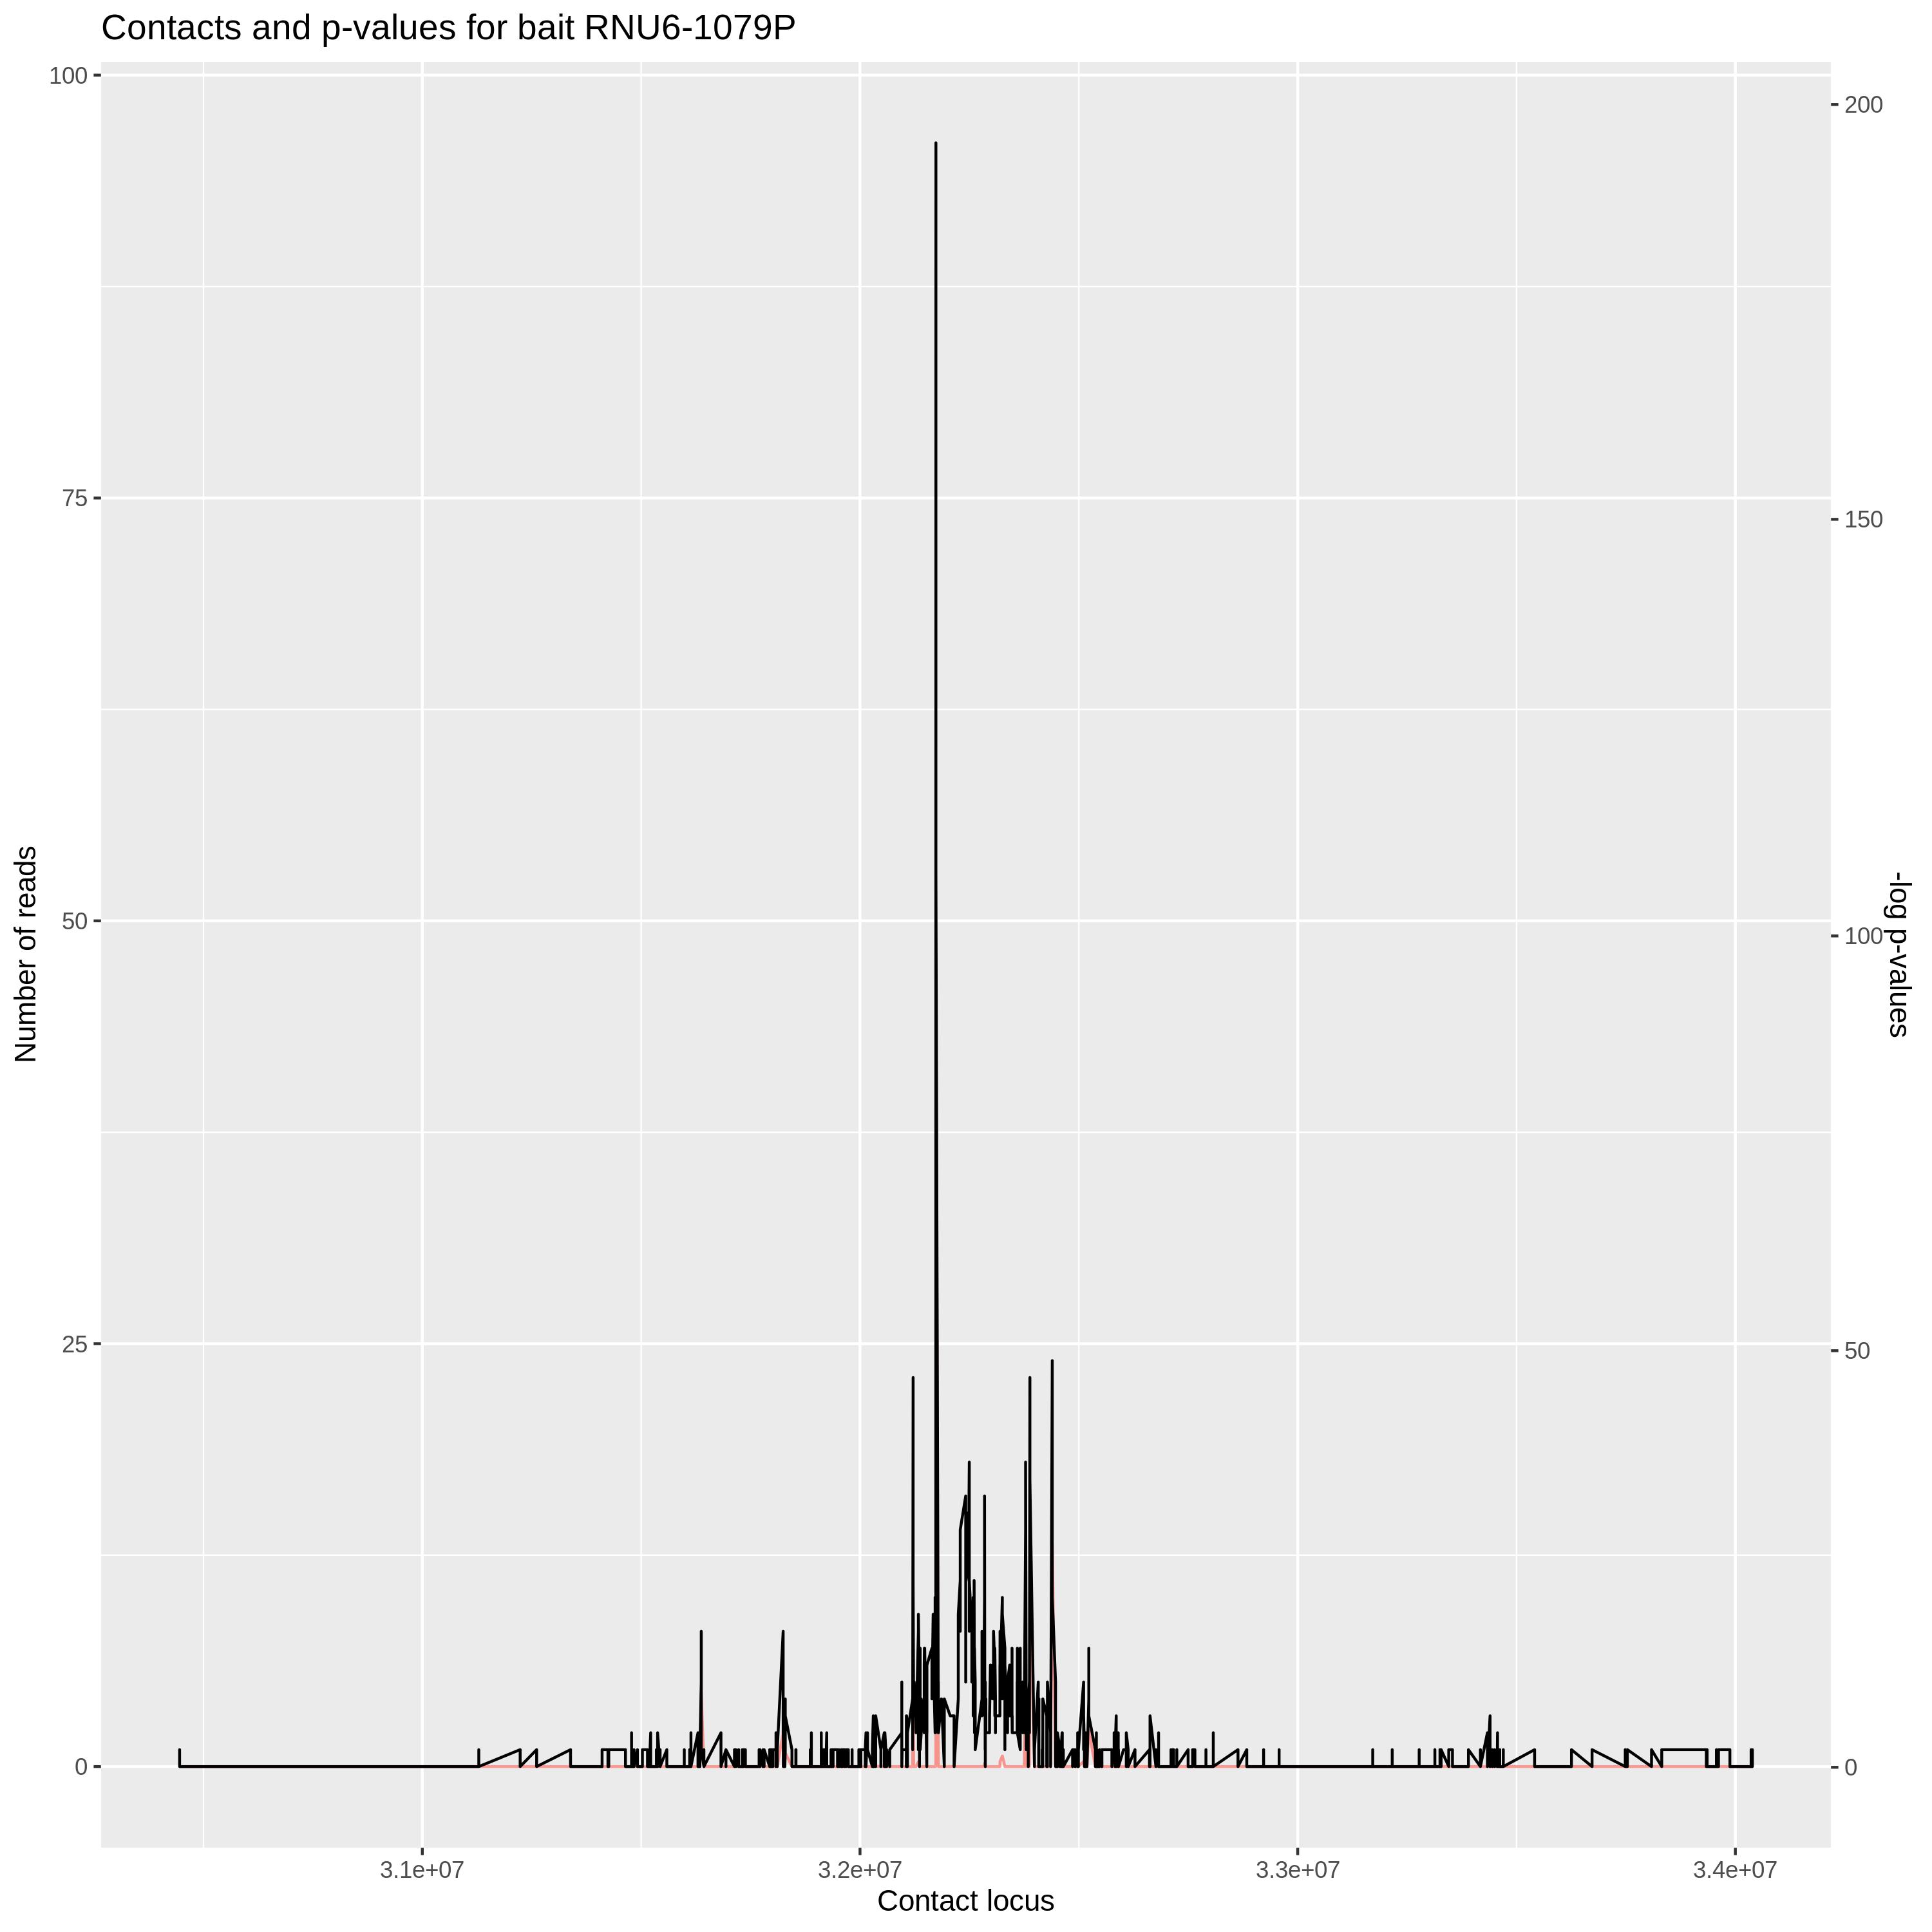 Contacts and p-values for bait RNU6-1079P
100
75
50
25
0
Number of reads
200
150
100
50
0
-log p-values
3.1e+07
3.2e+07
3.3e+07
3.4e+07
Contact locus